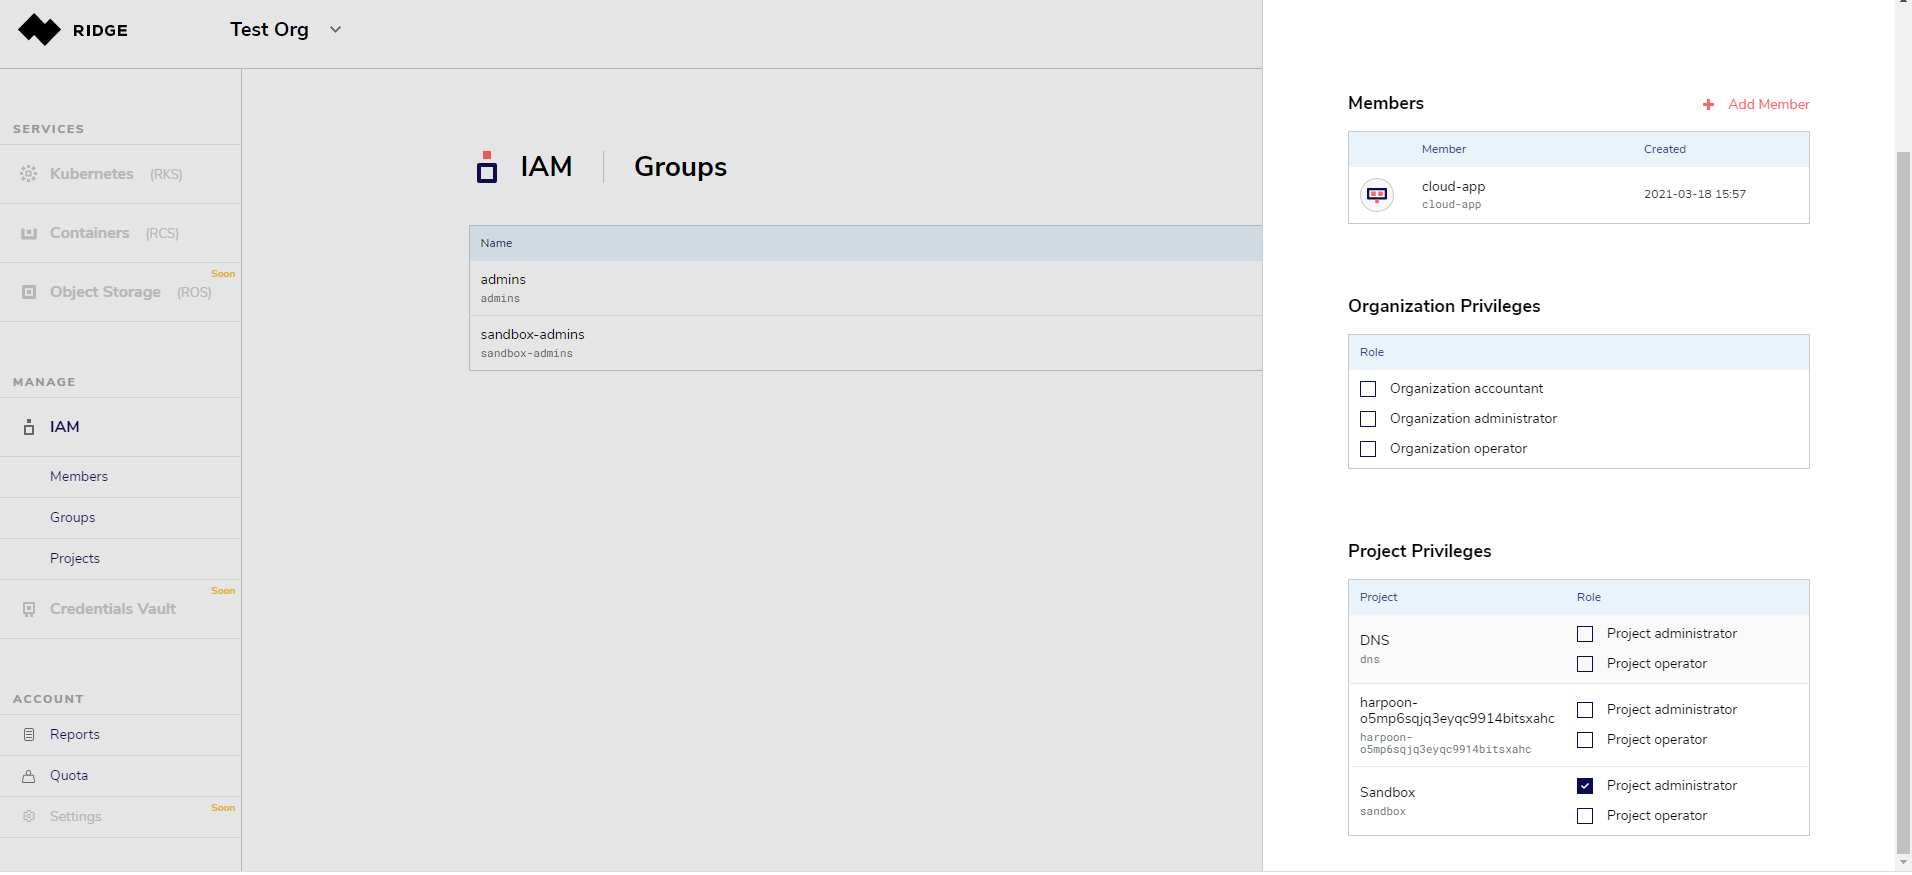 RIDGE
Test Org
SERVICES
Kubernetes (RKS)
Containers (RCS)
Soon
Object Storage (ROS)
MANAGE
IAM
Members
Groups
Projects
Soon
Credentials Vault
ACCOUNT
Reports
Quota
Soon
Settings
IAM
Groups
Name
admins
admins
sandbox-admins
sandbox-admins
Members
Add Member
Member Created
cloud-app
cloud-app
2021-03-18 15:57
Organization Privileges
Role
Organization accountant
Organization administrator
Organization operator
Project Privileges
Project Role
DNS
dns
Project administrator
Project operator
harpoon-
o5mp6sqjq3eyqc9914bitsxahc
harpoon-
o5mp6sqjq3eyqc9914bitsxahc
Project administrator
Project operator
Sandbox
sandbox
Project administrator
Project operator